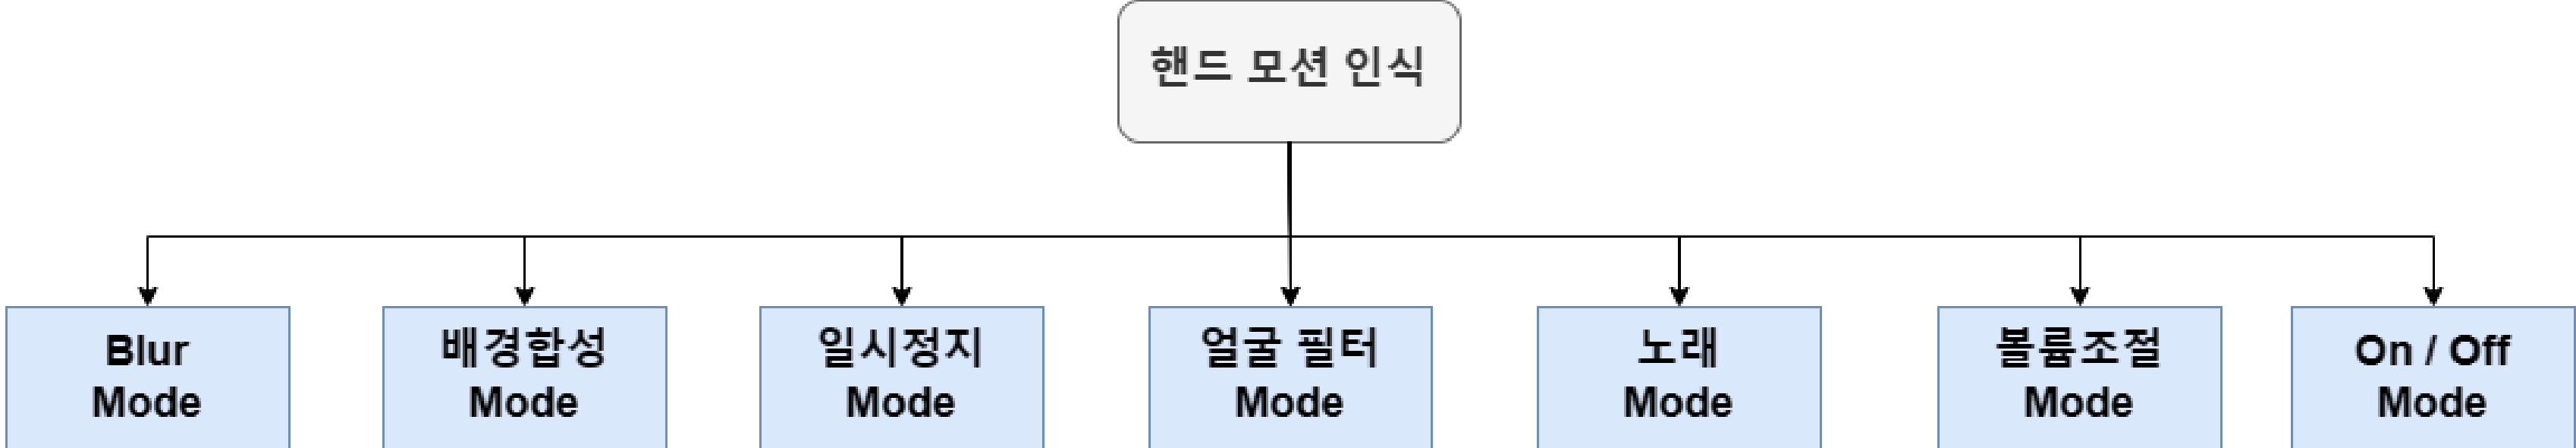 핸드 모션 인식
Blur
Mode
배경합성
Mode
일시정지
Mode
얼굴 필터
Mode
노래
Mode
볼륨조절
Mode
On / Off
Mode